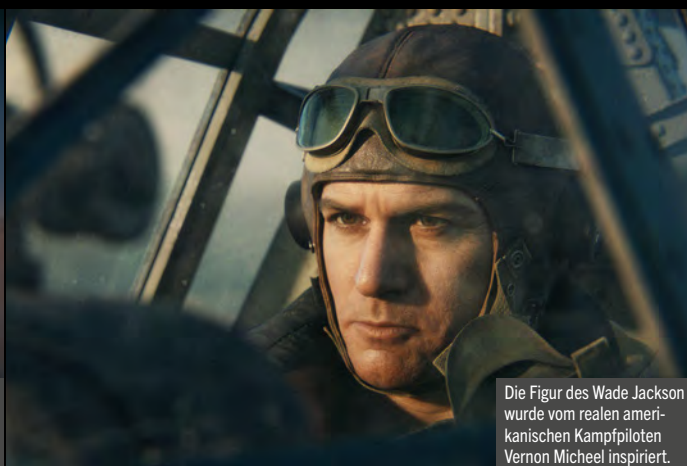 Die Figur des Wade Jackson
wurde vom realen ameri-
kanischen Kampfpiloten
Vernon Micheel inspiriert.